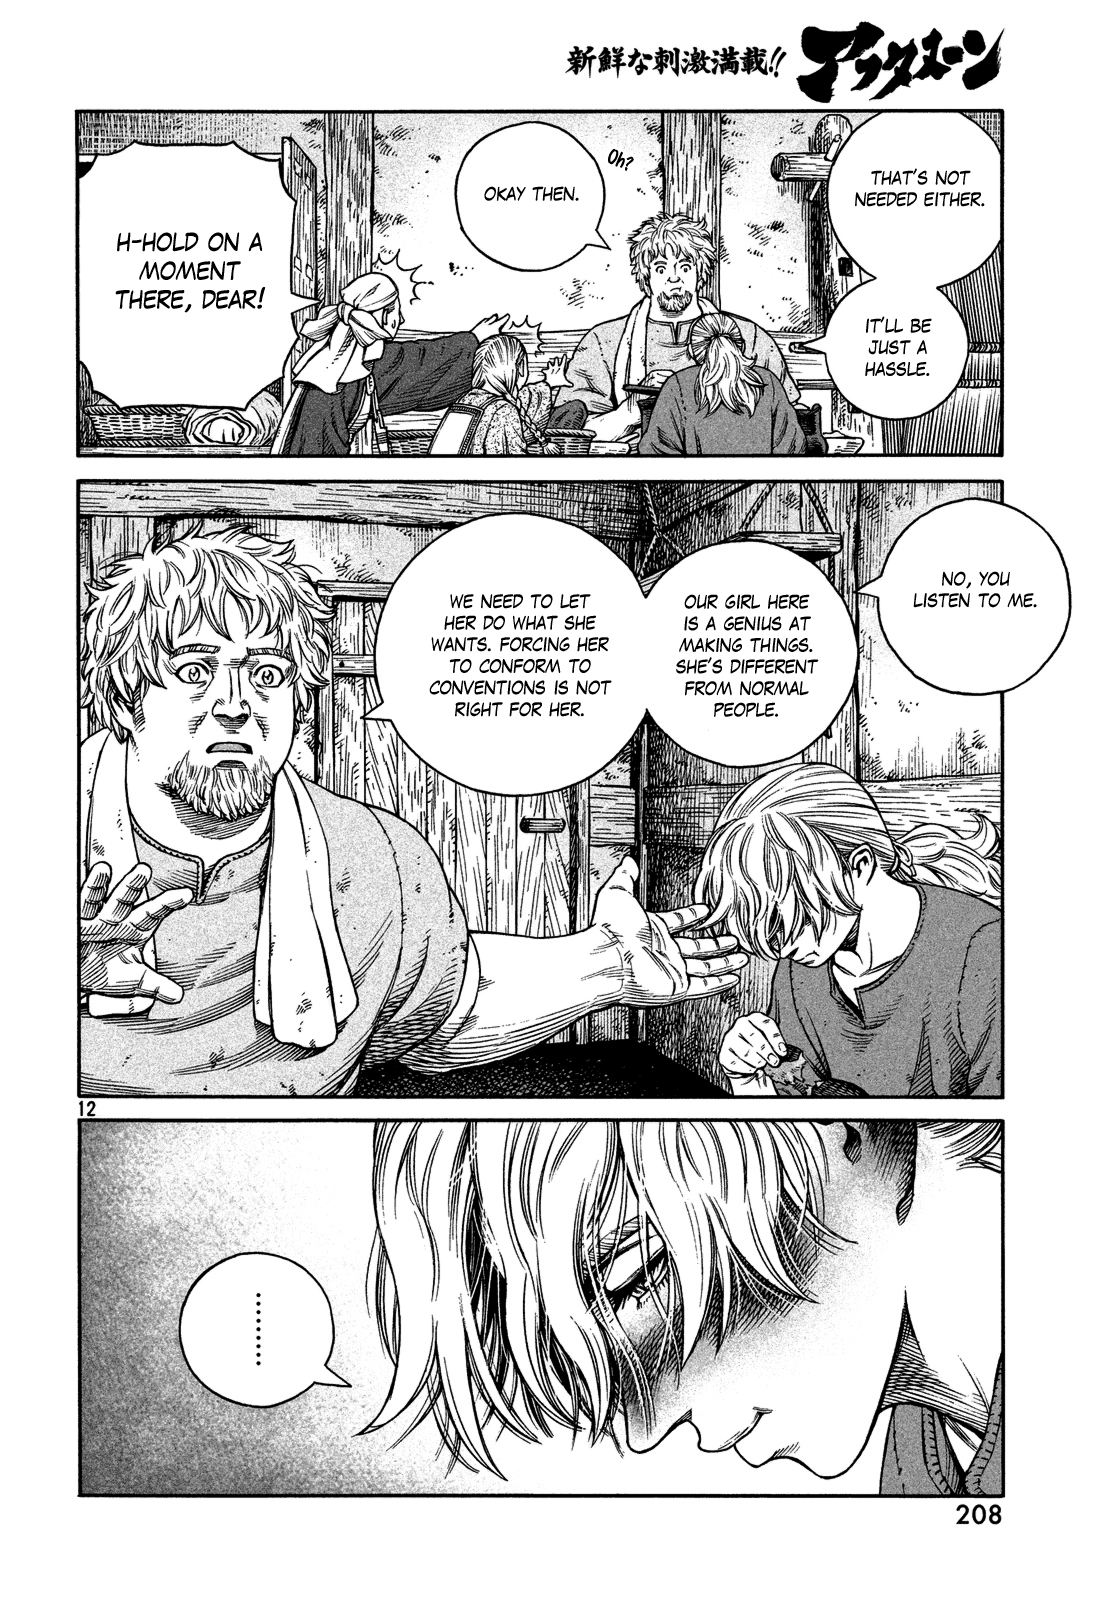 新鮮な刺激満載!!
アフタヌーン
THAT'S NOT
NEEDED EITHER.
IT'LL BE
JUST A
HASSLE.
Oh?
OKAY THEN.
H-HOLD ON A
MOMENT
THERE, DEAR!
NO, YOU
LISTEN TO ME.
OUR GIRL HERE
IS A GENIUS AT
MAKING THINGS.
SHE'S DIFFERENT
FROM NORMAL
PEOPLE.
WE NEED TO LET
HER DO WHAT SHE
WANTS. FORCING HER
TO CONFORM TO
CONVENTIONS IS NOT
RIGHT FOR HER.
12
.........
208